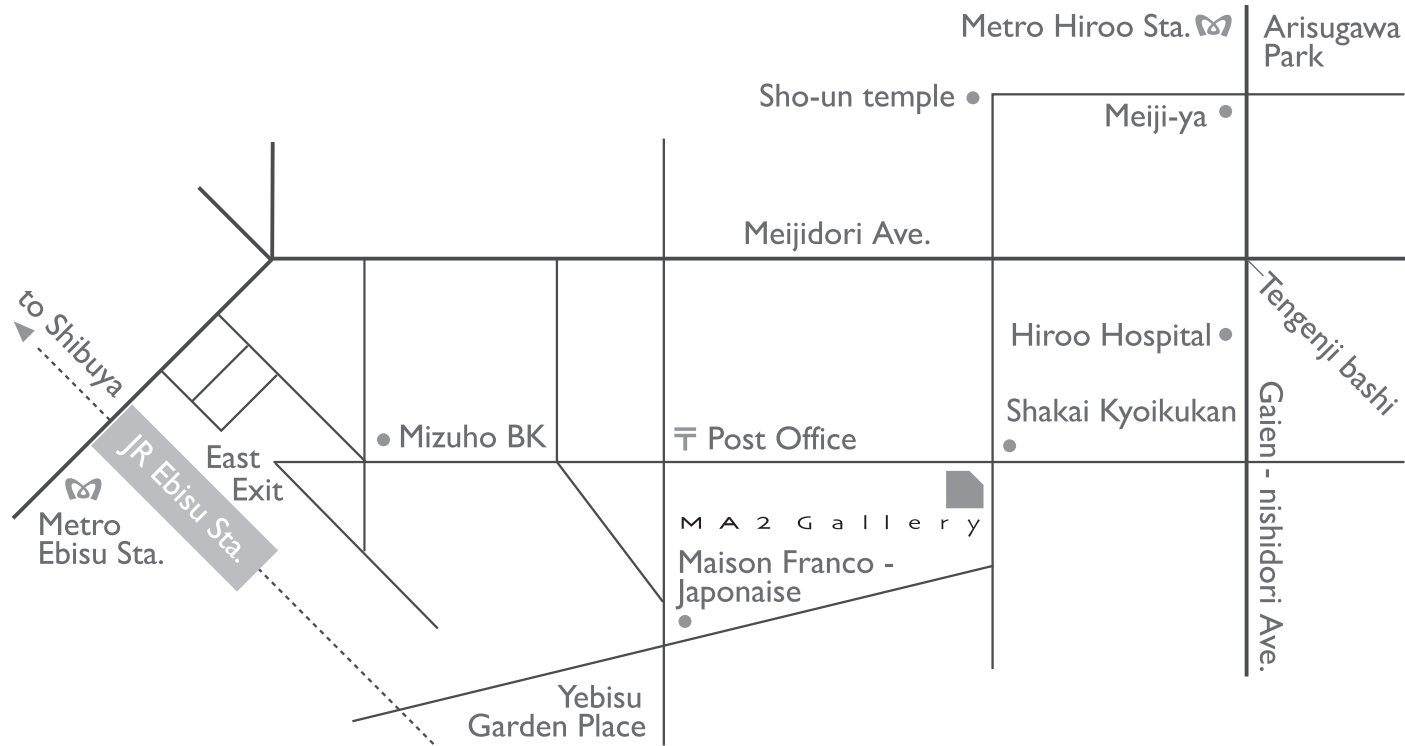 Metro Hiroo Sta.
Arisugawa
Park
Sho-un temple
Meiji-ya
Meijidori Ave.
to Shibuya
Tengenji bashi
Hiroo Hospital
Gaien - nishidori Ave.
Shakai Kyoikukan
Mizuho BK
〒 Post Office
East
Exit
JR Ebisu Sta.
Metro
Ebisu Sta.
MA2 Gallery
Maison Franco -
Japonaise
Yebisu
Garden Place